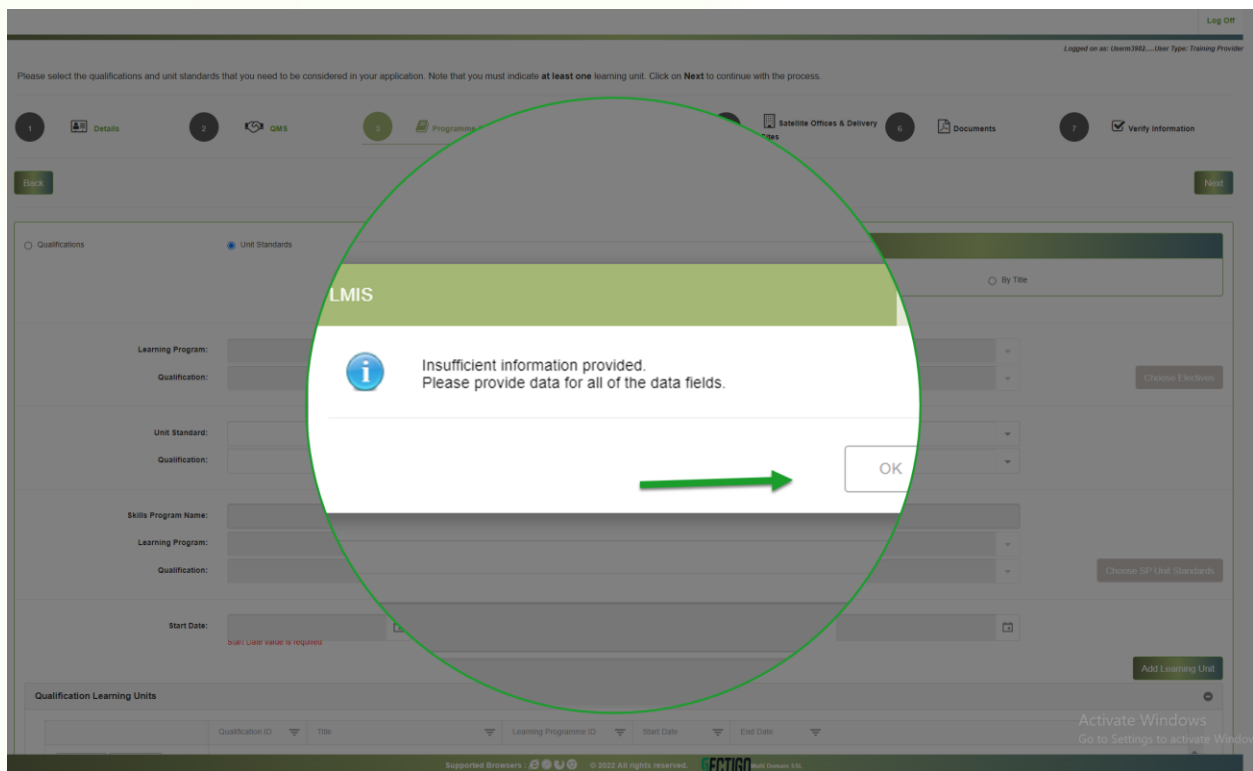 Log Off
Logged on as: Userm3902.....User Type: Training Provider
Please select the qualifications and unit standards that you need to be considered in your application. Note that you must indicate at least one learning unit. Click on Next to continue with the process.
1 Details 2 QMS 3 Programme Satellite Offices & Delivery Sites 6 Documents 7 Verify Information
Back Next
Qualifications Unit Standards
By Title
LMIS
Insufficient information provided.
Please provide data for all of the data fields.
OK
Learning Program:
Qualification: Choose Electives
Unit Standard:
Qualification:
Skills Program Name:
Learning Program:
Qualification: Choose SP Unit Standards
Start Date:
Start Date value is required
Add Learning Unit
Qualification Learning Units
Qualification ID Title Learning Programme ID Start Date End Date
Activate Windows
Go to Settings to activate Window
Supported Browsers : © 2022 All rights reserved. SECTIGO Multi Domain SSL